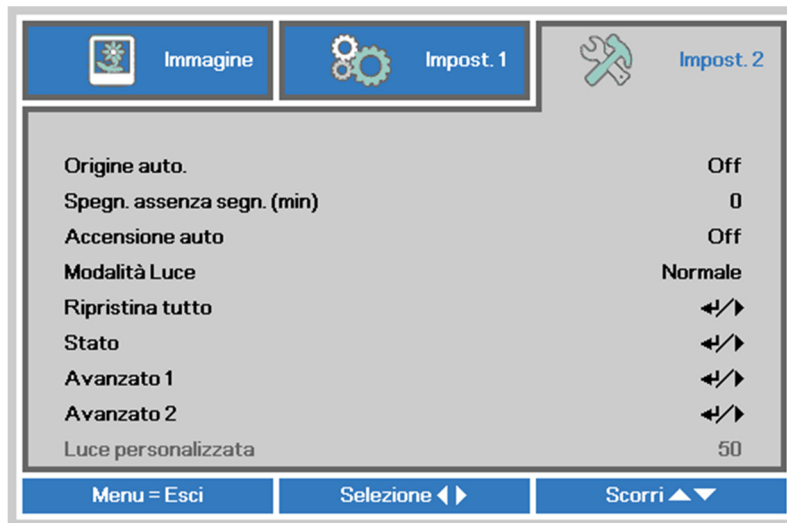 Immagine
Impost. 1
Impost. 2
Origine auto. Off
Spegn. assenza segn. (min) 0
Accensione auto Off
Modalità Luce Normale
Ripristina tutto ↵/▶
Stato ↵/▶
Avanzato 1 ↵/▶
Avanzato 2 ↵/▶
Luce personalizzata 50
Menu = Esci
Selezione ◀ ▶
Scorri ▲▼